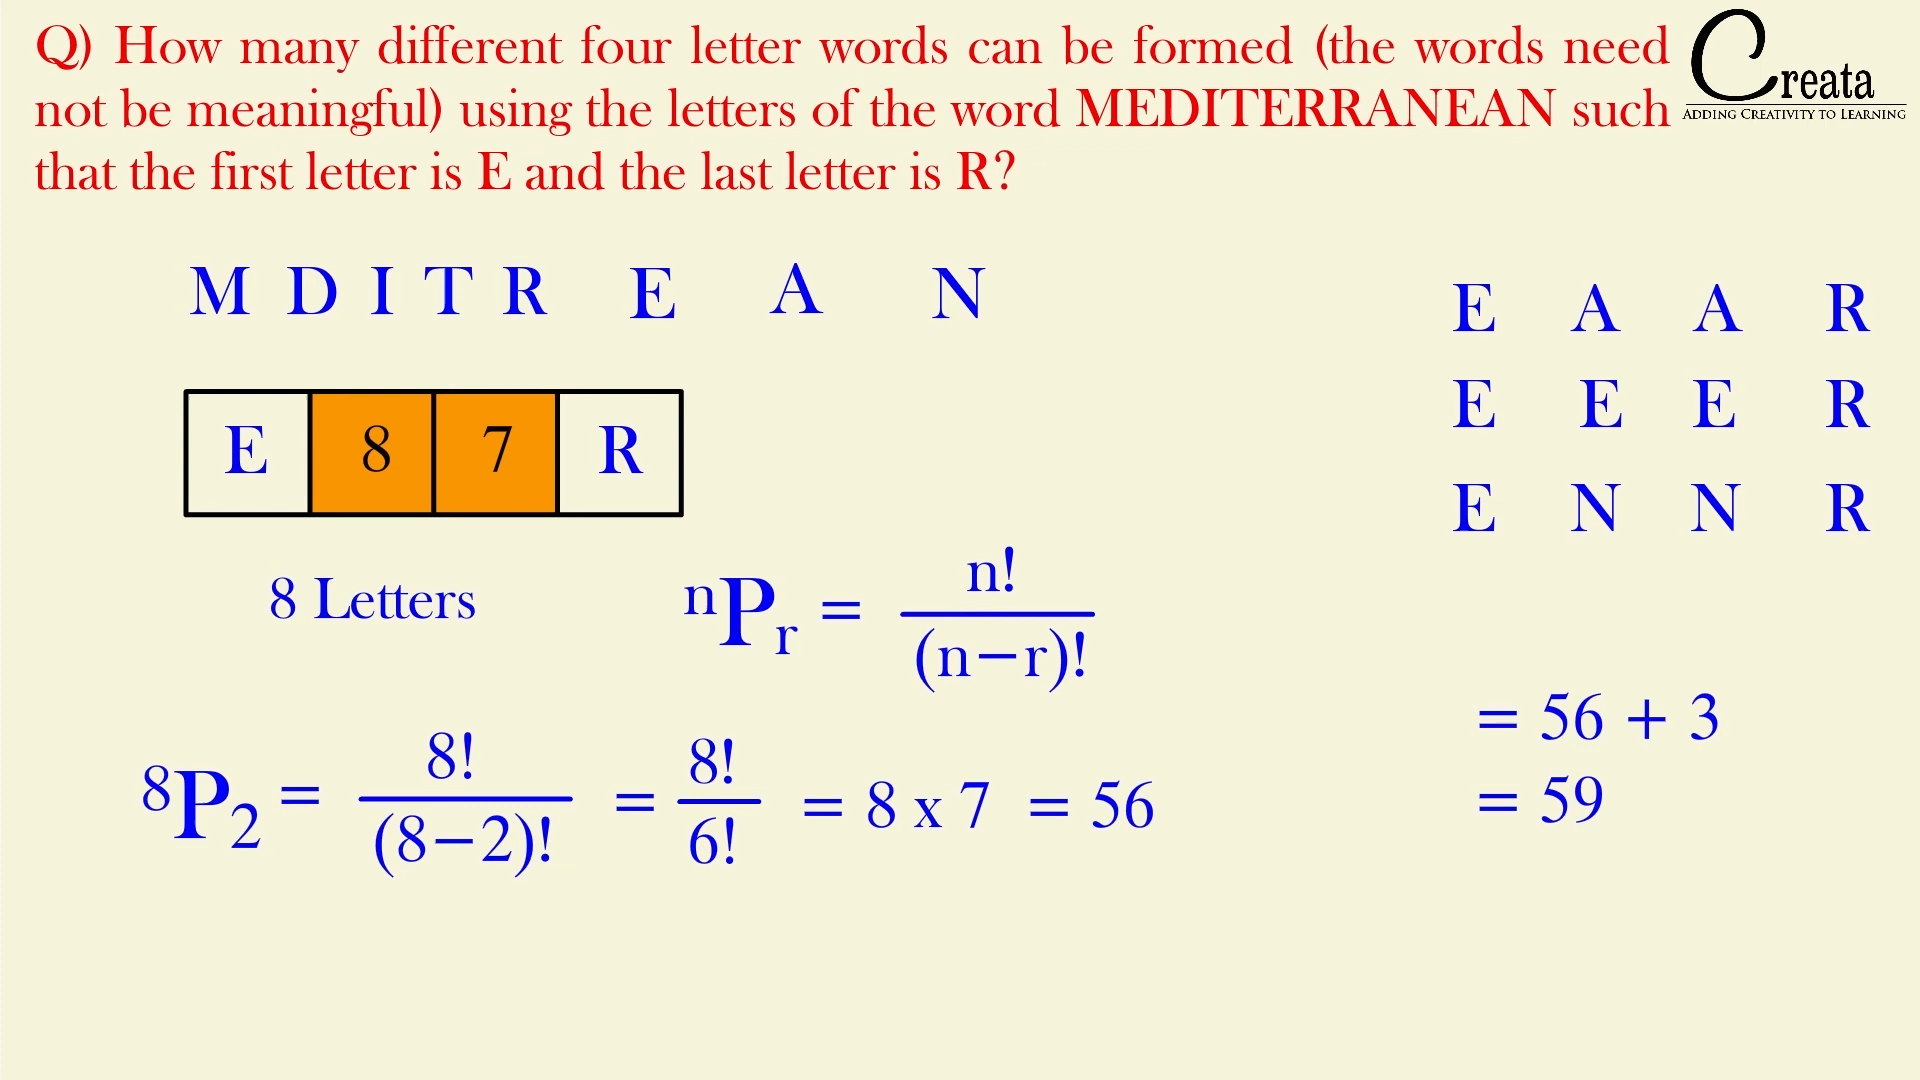 Q) How many different four letter words can be formed (the words need
not be meaningful) using the letters of the word MEDITERRANEAN such
that the first letter is E and the last letter is R?
Creata
ADDING CREATIVITY TO LEARNING
M D I T R E A N
E 8 7 R
8 Letters
ⁿPᵣ = n! / (n−r)!
⁸P₂ = 8! / (8−2)! = 8! / 6! = 8 x 7 = 56
E A A R
E E E R
E N N R
= 56 + 3
= 59